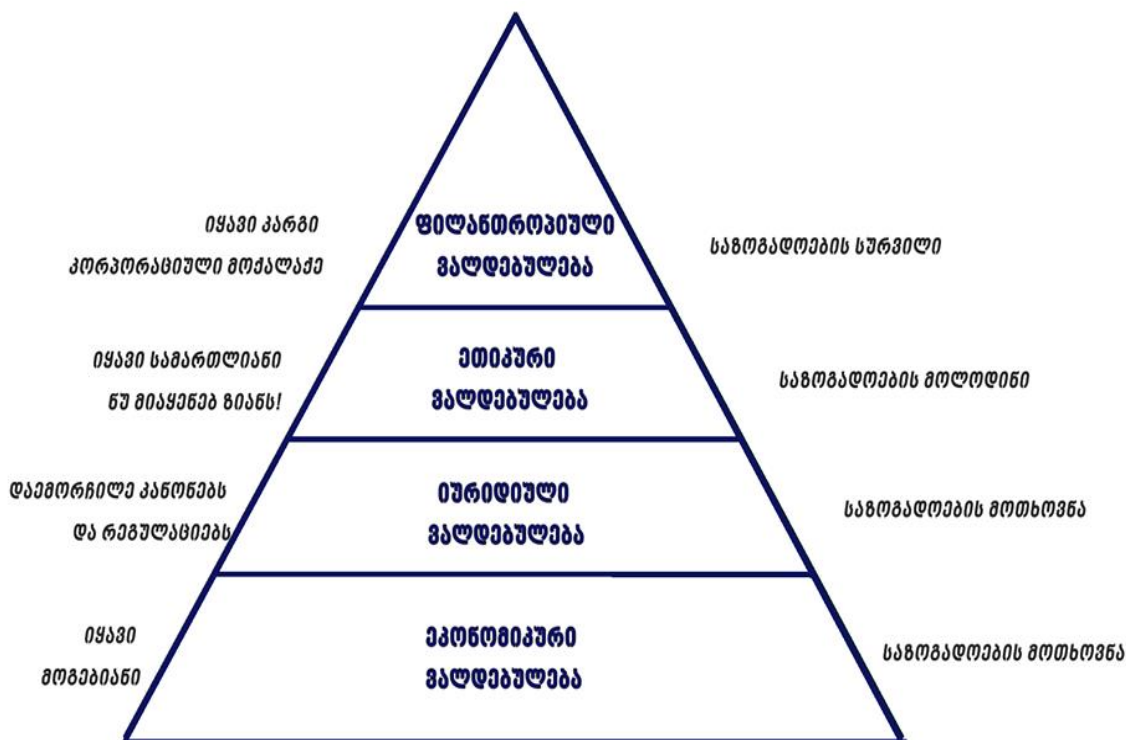 იყავი კარგი
კორპორაციული მოქალაქე
ფილანთროპიული
ვალდებულება
საზოგადოების სურვილი
იყავი სამართლიანი
ნუ მიაყენებ ზიანს!
ეთიკური
ვალდებულება
საზოგადოების მოლოდინი
დაემორჩილე კანონებს
და რეგულაციებს
იურიდიული
ვალდებულება
საზოგადოების მოთხოვნა
იყავი
მოგებიანი
ეკონომიკური
ვალდებულება
საზოგადოების მოთხოვნა